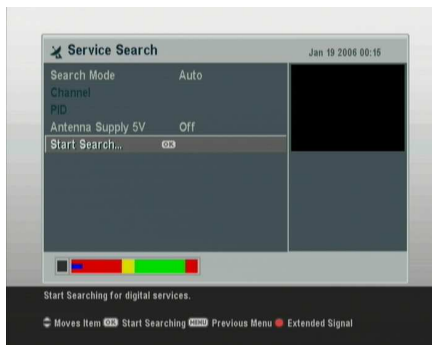 Service Search
Jan 19 2006 00:15
Search Mode Auto
Channel
PID
Antenna Supply 5V Off
Start Search... OK
Start Searching for digital services.
Moves Item OK Start Searching MENU Previous Menu Extended Signal